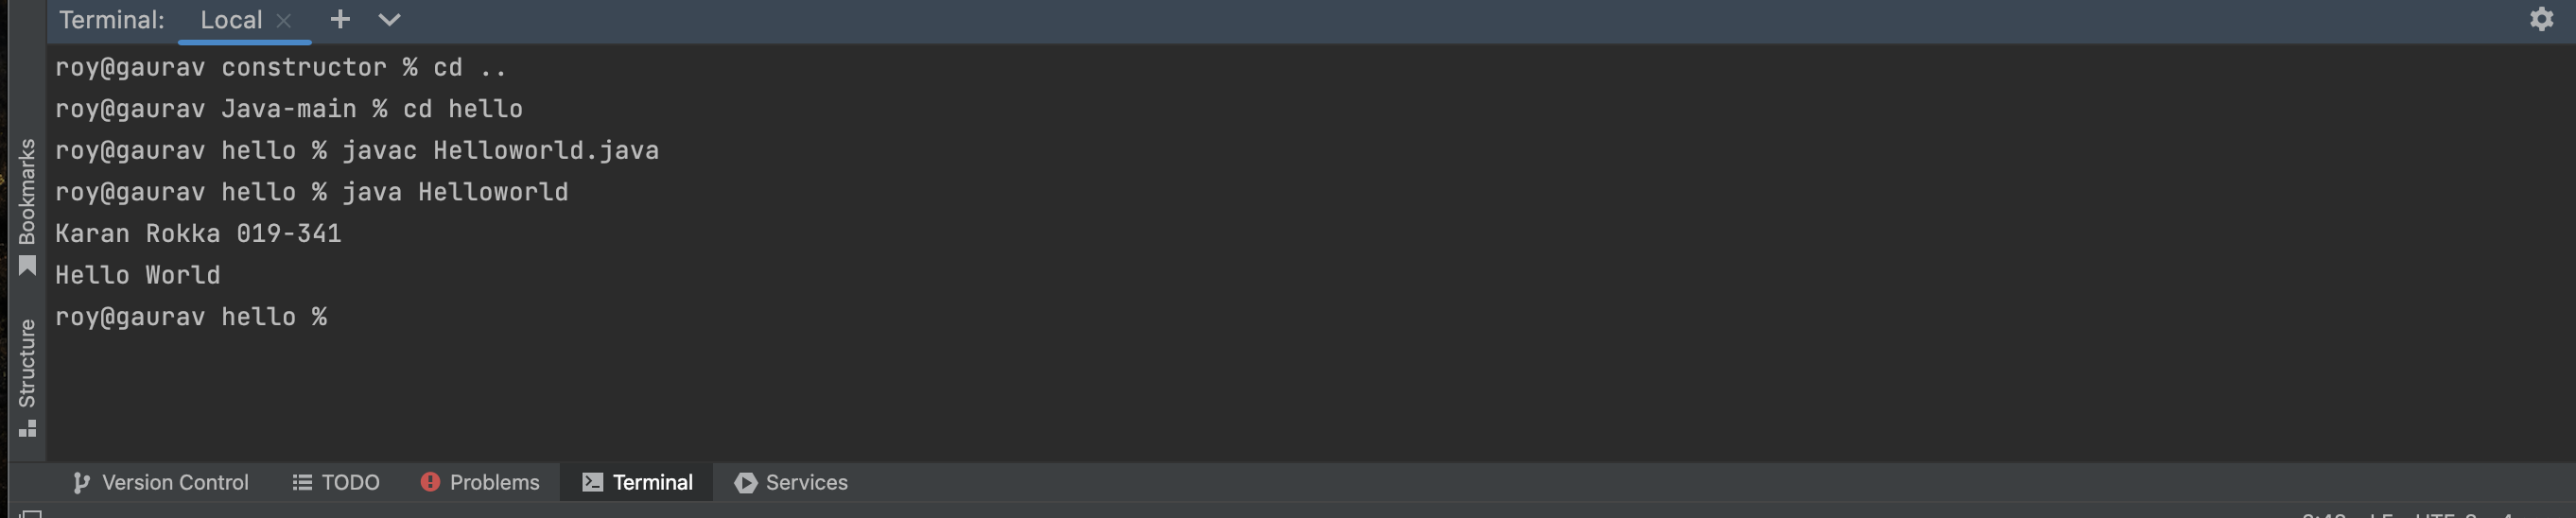 Terminal: Local
roy@gaurav constructor % cd ..
roy@gaurav Java-main % cd hello
roy@gaurav hello % javac Helloworld.java
roy@gaurav hello % java Helloworld
Karan Rokka 019-341
Hello World
roy@gaurav hello %
Bookmarks
Structure
Version Control TODO Problems Terminal Services